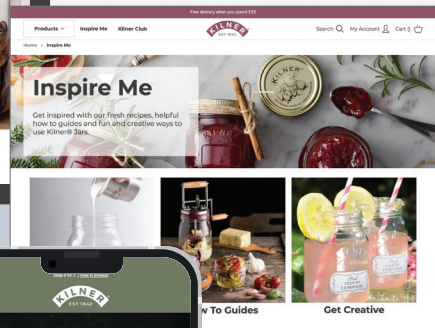 Free delivery when you spend £35
Products Inspire Me Kilner Club
KILNER
EST 1842
Search My Account Cart
Home > Inspire Me
KILNER
Inspire Me
Get inspired with our fresh recipes, helpful
how to guides and fun and creative ways to
use Kilner® Jars.
KILNER
EST 1842
w To Guides
Get Creative